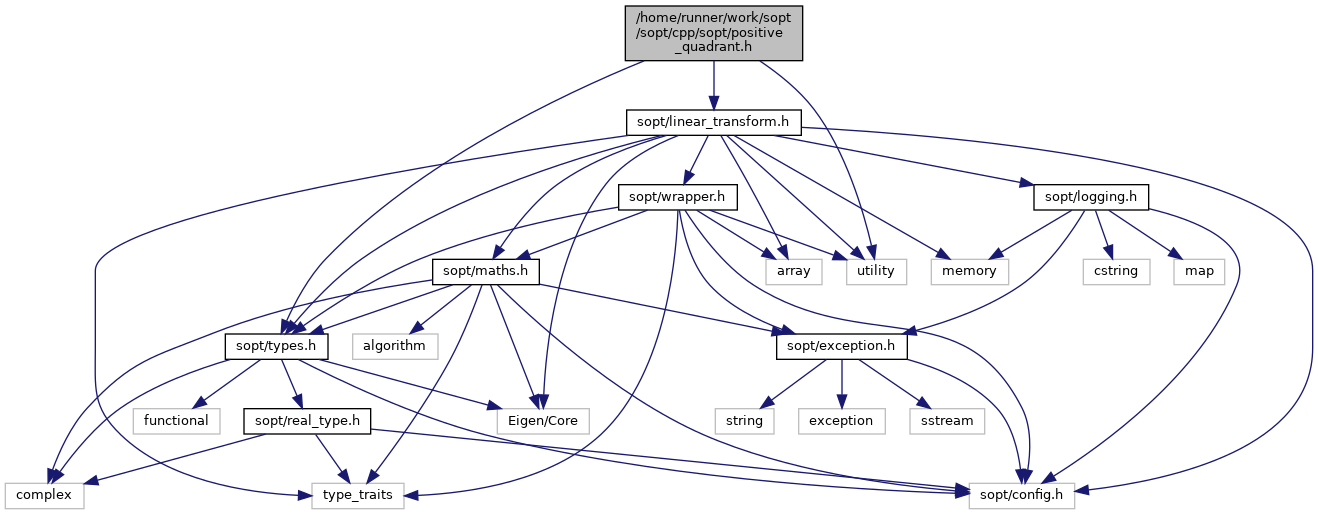 /home/runner/work/sopt
/sopt/cpp/sopt/positive
_quadrant.h
sopt/linear_transform.h
sopt/wrapper.h
sopt/logging.h
sopt/maths.h
array
utility
memory
cstring
map
sopt/types.h
algorithm
sopt/exception.h
functional
sopt/real_type.h
Eigen/Core
string
exception
sstream
complex
type_traits
sopt/config.h